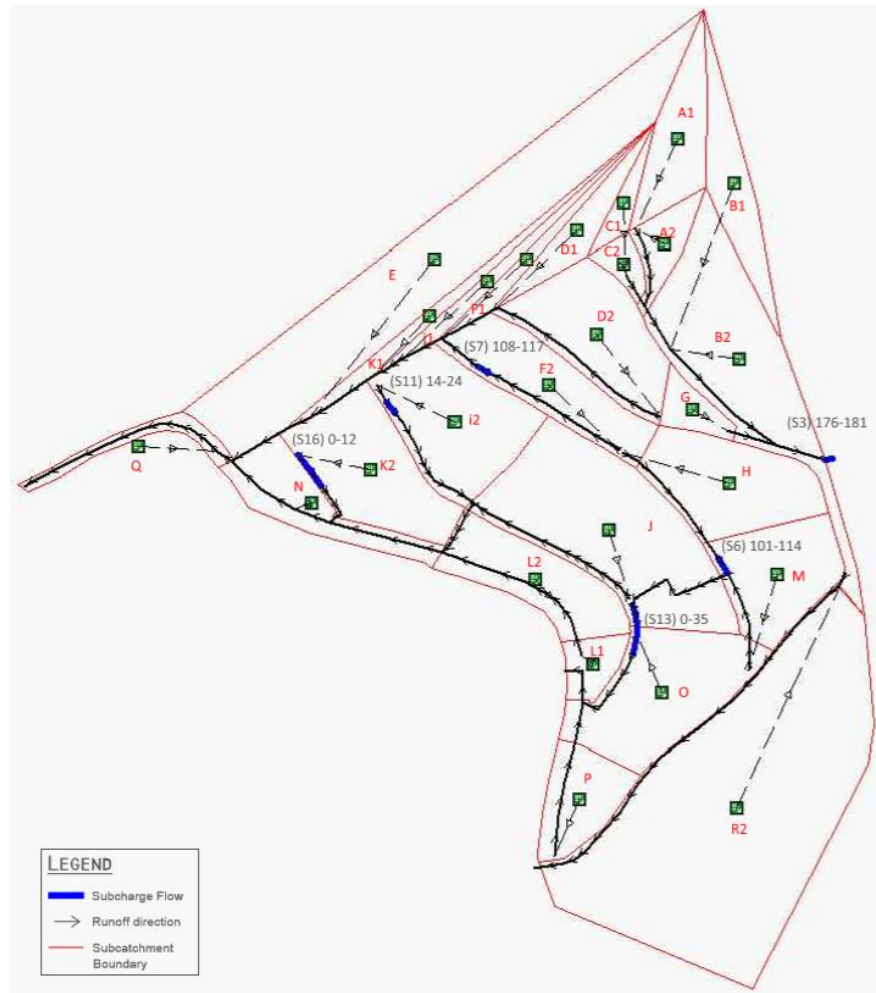 A1
B1
C1
A2
D1
C2
E
P1
D2
B2
I1
(S7) 108-117
K1
F2
(S11) 14-24
G
i2
(S3) 176-181
(S16) 0-12
Q
K2
H
N
J
(S6) 101-114
L2
M
(S13) 0-35
L1
O
P
R2
LEGEND
Subcharge Flow
Runoff direction
Subcatchment
Boundary